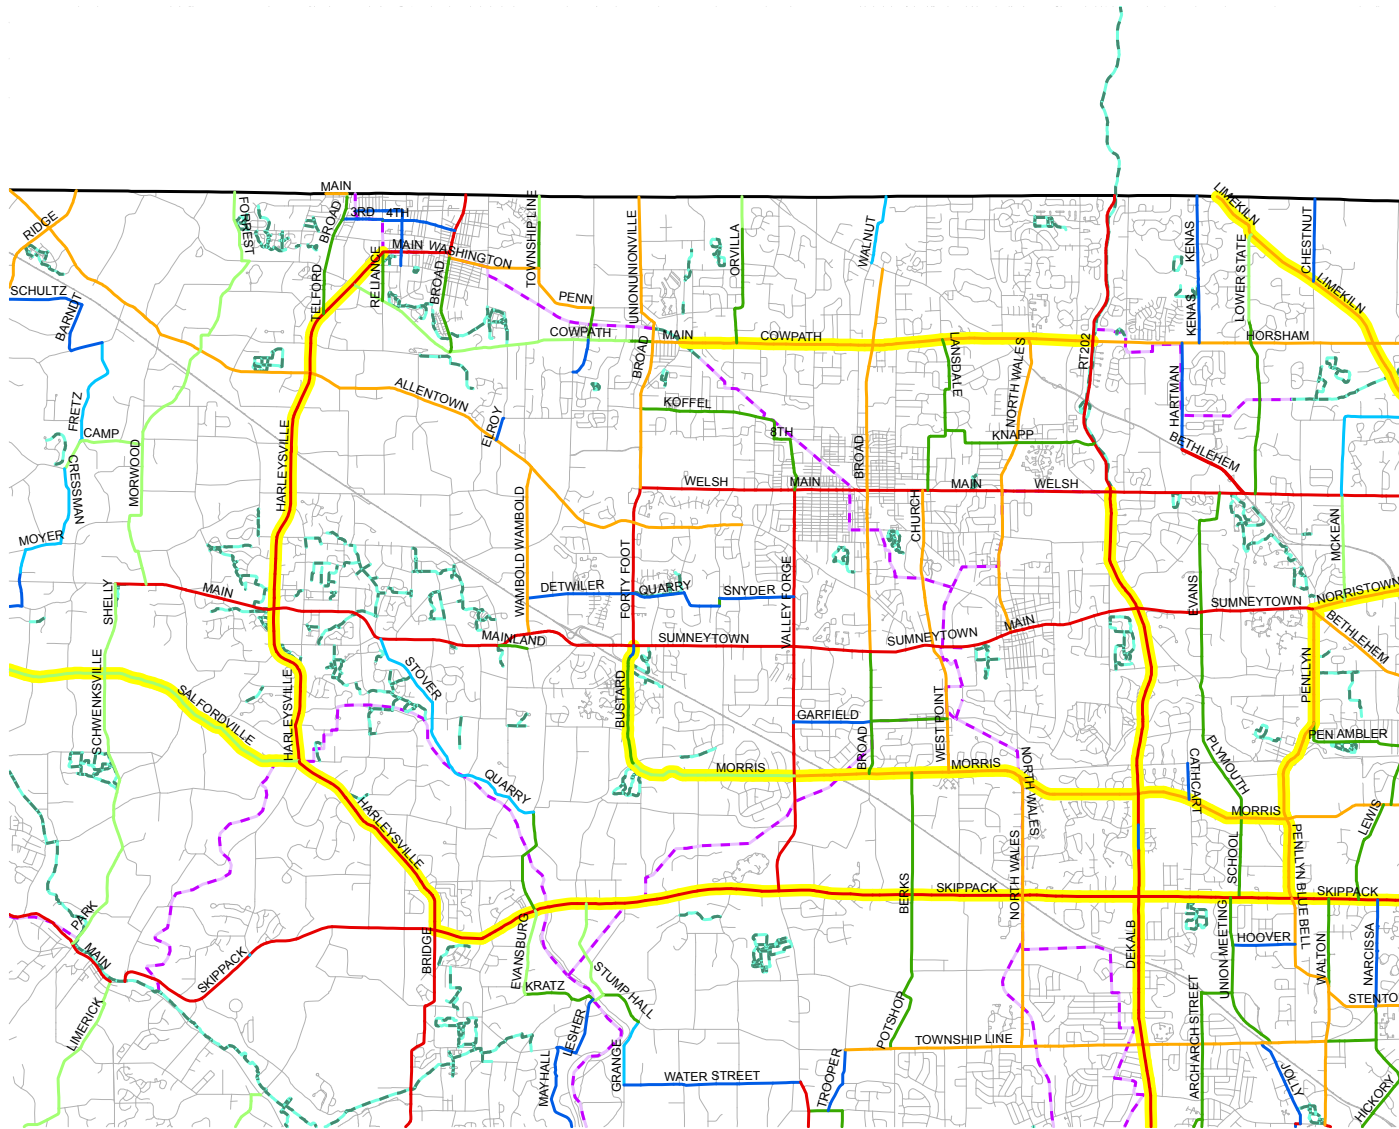 MAIN
LIMEKILN
RIDGE
FORREST
BROAD
3RD
4TH
TOWNSHIP LINE
UNIONUNIONVILLE
ORVILLA
WALNUT
KENAS
LOWER STATE
CHESTNUT
MAIN
WASHINGTON
SCHULTZ
BARNDT
TELFORD
RELIANCE
BROAD
PENN
LIMEKILN
COWPATH
MAIN
COWPATH
BROAD
LANSDALE
NORTH WALES
RT202
KENAS
HORSHAM
FRETZ
ALLENTOWN
ELROY
KOFFEL
8TH
HARTMAN
CAMP
KNAPP
BETHLEHEM
CRESSMAN
MORWOOD
HARLEYSVILLE
WELSH
MAIN
BROAD
MAIN
WELSH
MOYER
WAMBOLD WAMBOLD
FORTY FOOT
CHURCH
MCKEAN
SHELLY
MAIN
DETWILER
QUARRY
SNYDER
VALLEY FORGE
EVANS
SUMNEYTOWN
NORRISTOWN
MAINLAND
SUMNEYTOWN
SUMNEYTOWN
MAIN
BETHLEHEM
SCHWENKSVILLE
SALFORDVILLE
HARLEYSVILLE
STOVER
BUSTARD
GARFIELD
BROAD
WEST POINT
PENLLYN
PEN AMBLER
QUARRY
MORRIS
MORRIS
NORTH WALES
CATHCART
PLYMOUTH
MORRIS
LEWIS
HARLEYSVILLE
NORTH WALES
SCHOOL
PENLLYN BLUE BELL
PARK
BERKS
SKIPPACK
SKIPPACK
MAIN
SKIPPACK
BRIDGE
EVANSBURG
STUMP HALL
DEKALB
UNION MEETING
HOOVER
WALTON
NARCISSA
LIMERICK
KRATZ
LESHER
MAYHALL
GRANGE
WATER STREET
TROOPER
POTSHOP
TOWNSHIP LINE
ARCHARCH STREET
STENTO
JOLLY
HICKORY